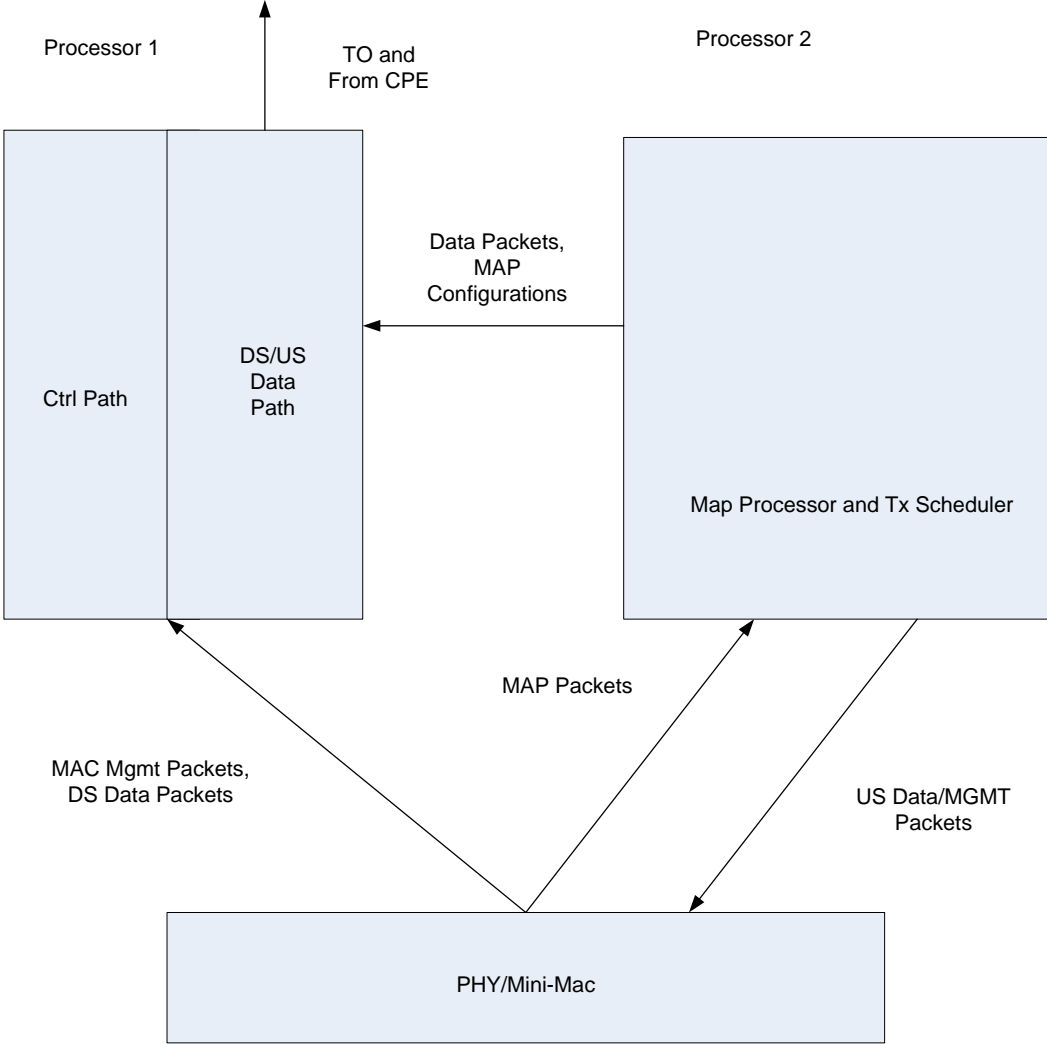 Processor 1
TO and
From CPE
Processor 2
Data Packets,
MAP
Configurations
Ctrl Path
DS/US
Data
Path
Map Processor and Tx Scheduler
MAP Packets
MAC Mgmt Packets,
DS Data Packets
US Data/MGMT
Packets
PHY/Mini-Mac